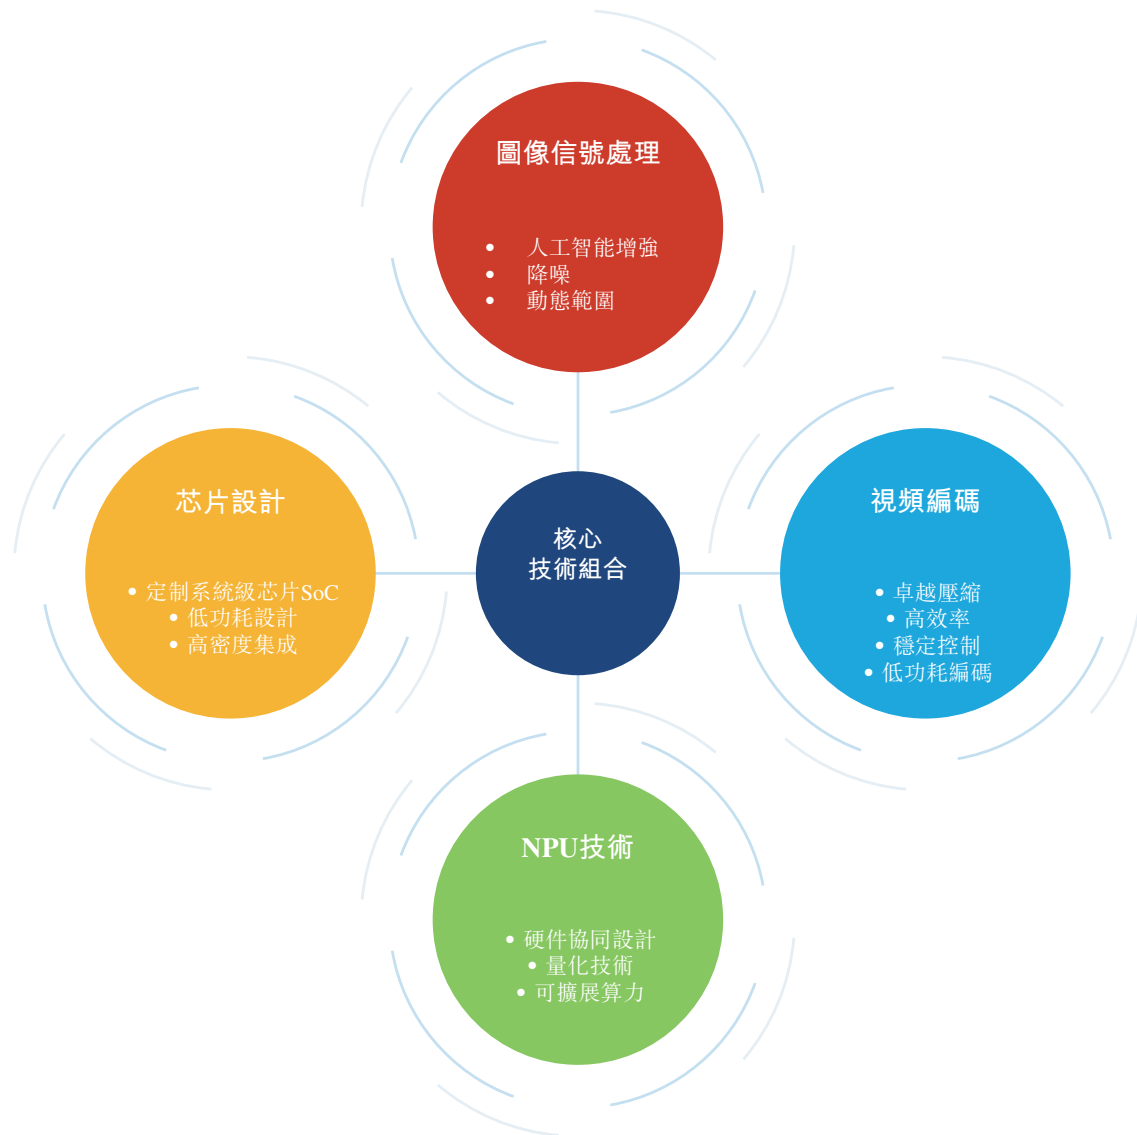 圖像信號處理
• 人工智能增強
• 降噪
• 動態範圍
芯片設計
• 定制系統級芯片SoC
• 低功耗設計
• 高密度集成
核心
技術組合
視頻編碼
• 卓越壓縮
• 高效率
• 穩定控制
• 低功耗編碼
NPU技術
• 硬件協同設計
• 量化技術
• 可擴展算力